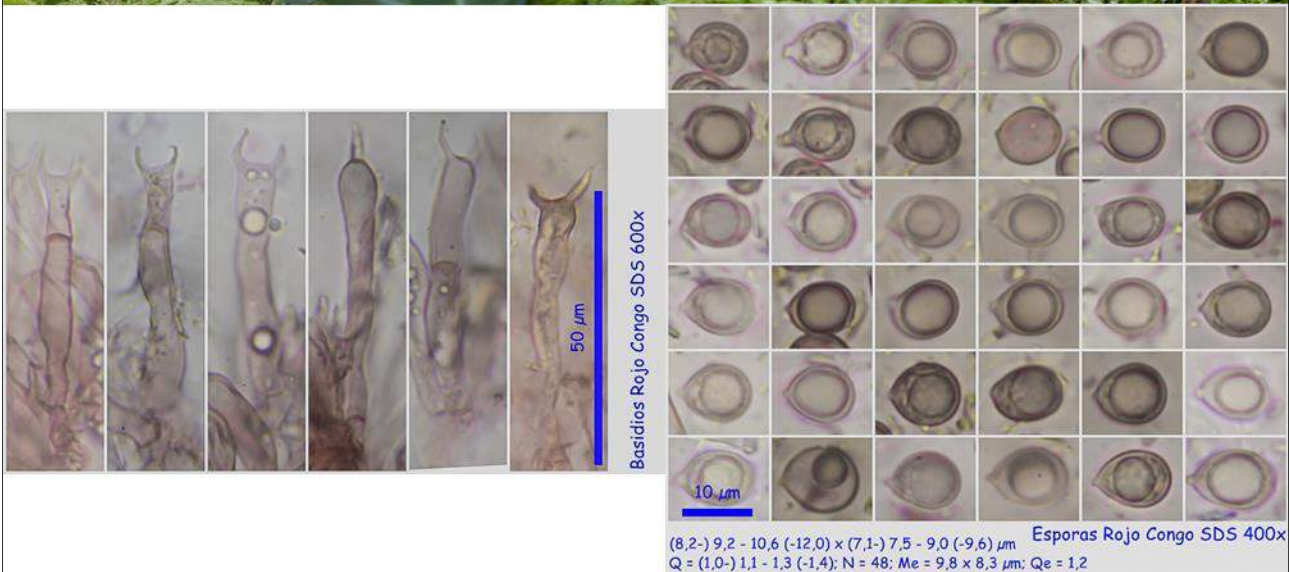 50 µm
Basidios Rojo Congo SDS 600x
10 µm
Esporas Rojo Congo SDS 400x
(8,2-) 9,2 - 10,6 (-12,0) x (7,1-) 7,5 - 9,0 (-9,6) µm
Q = (1,0-) 1,1 - 1,3 (-1,4); N = 48; Me = 9,8 x 8,3 µm; Qe = 1,2